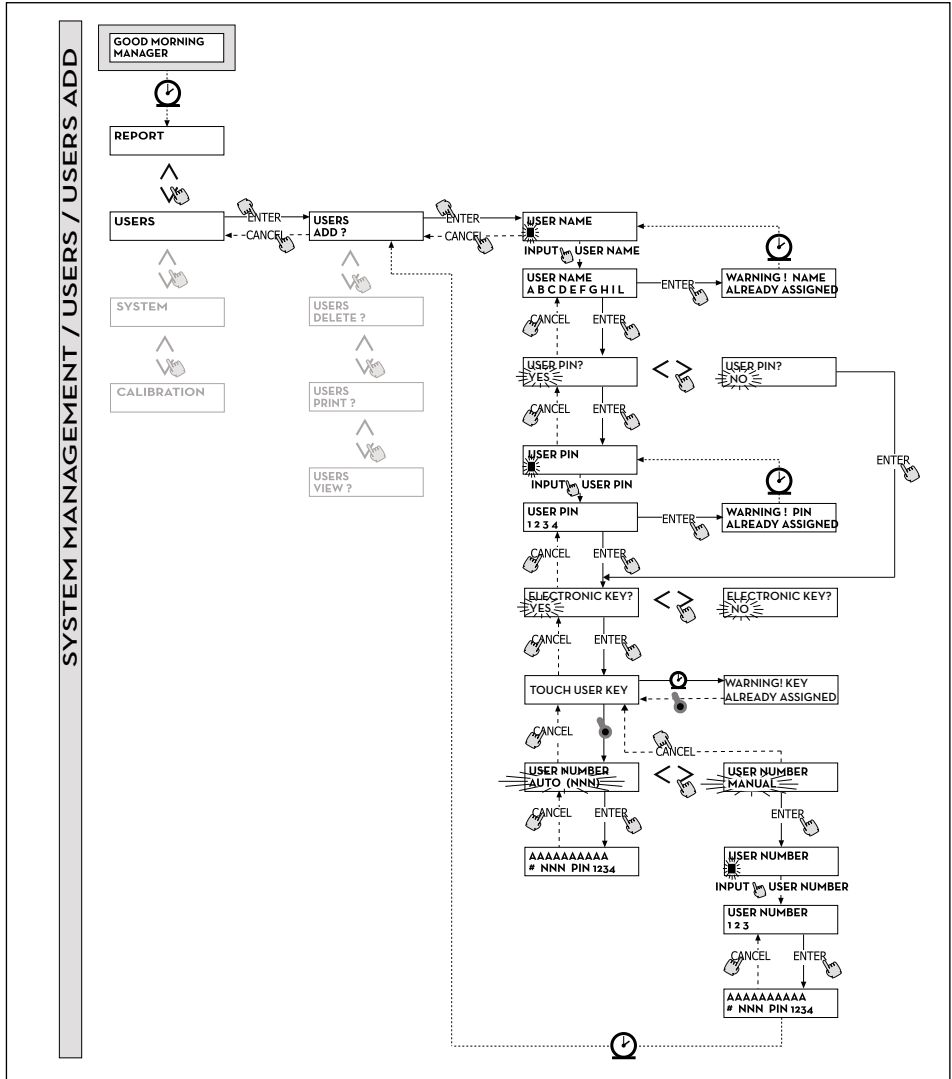 SYSTEM MANAGEMENT / USERS / USERS ADD
GOOD MORNING
MANAGER
REPORT
USERS
ENTER
CANCEL
USERS
ADD ?
ENTER
CANCEL
USER NAME
INPUT USER NAME
USER NAME
A B C D E F G H I L
ENTER
WARNING ! NAME
ALREADY ASSIGNED
SYSTEM
CALIBRATION
USERS
DELETE ?
USERS
PRINT ?
USERS
VIEW ?
CANCEL
ENTER
USER PIN?
YES
USER PIN?
NO
ENTER
CANCEL
ENTER
USER PIN
INPUT USER PIN
USER PIN
1 2 3 4
ENTER
WARNING ! PIN
ALREADY ASSIGNED
CANCEL
ENTER
ELECTRONIC KEY?
YES
ELECTRONIC KEY?
NO
CANCEL
ENTER
TOUCH USER KEY
WARNING! KEY
ALREADY ASSIGNED
CANCEL
CANCEL
USER NUMBER
AUTO (NNN)
USER NUMBER
MANUAL
CANCEL
ENTER
ENTER
AAAAAAAAAA
# NNN PIN 1234
USER NUMBER
INPUT USER NUMBER
USER NUMBER
1 2 3
CANCEL
ENTER
AAAAAAAAAA
# NNN PIN 1234